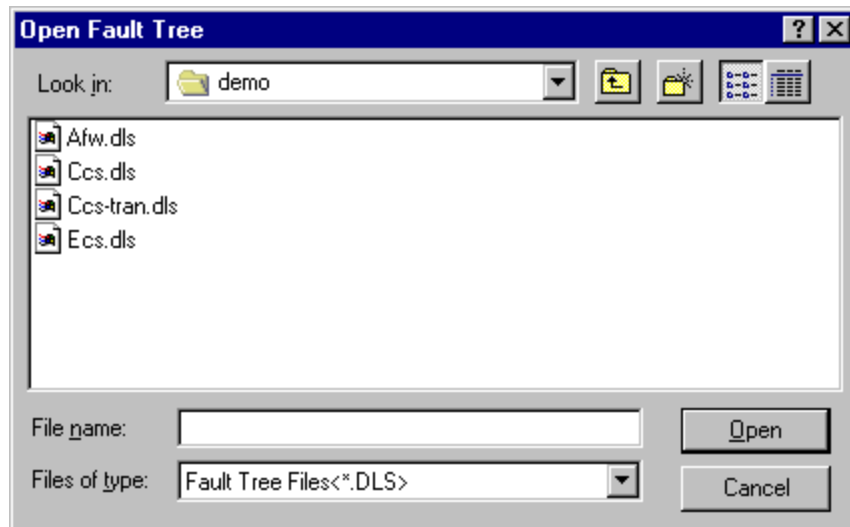 Open Fault Tree
Look in: demo
Afw.dls
Ccs.dls
Ccs-tran.dls
Ecs.dls
File name: Open
Files of type: Fault Tree Files<*.DLS> Cancel